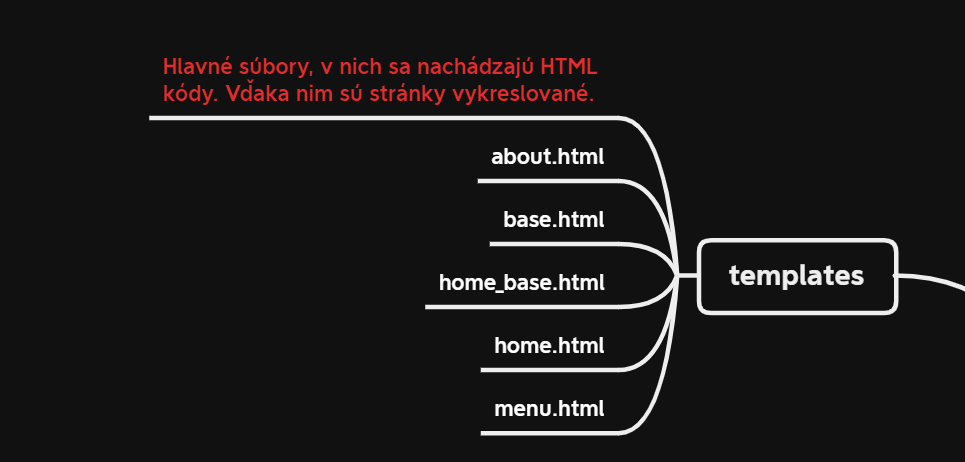 Hlavné súbory, v nich sa nachádzajú HTML
kódy. Vďaka nim sú stránky vykreslované.
about.html
base.html
home_base.html
templates
home.html
menu.html